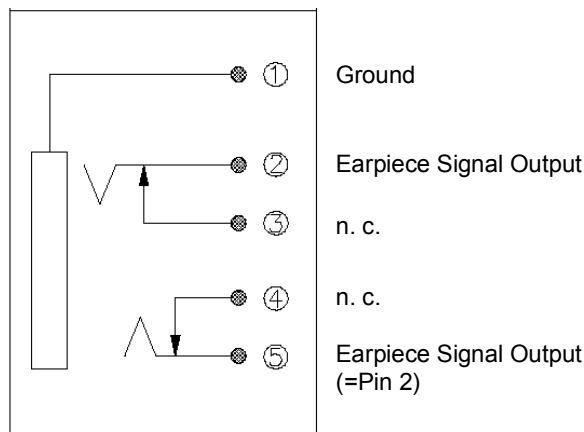 ① Ground
② Earpiece Signal Output
③ n. c.
④ n. c.
⑤ Earpiece Signal Output
(=Pin 2)